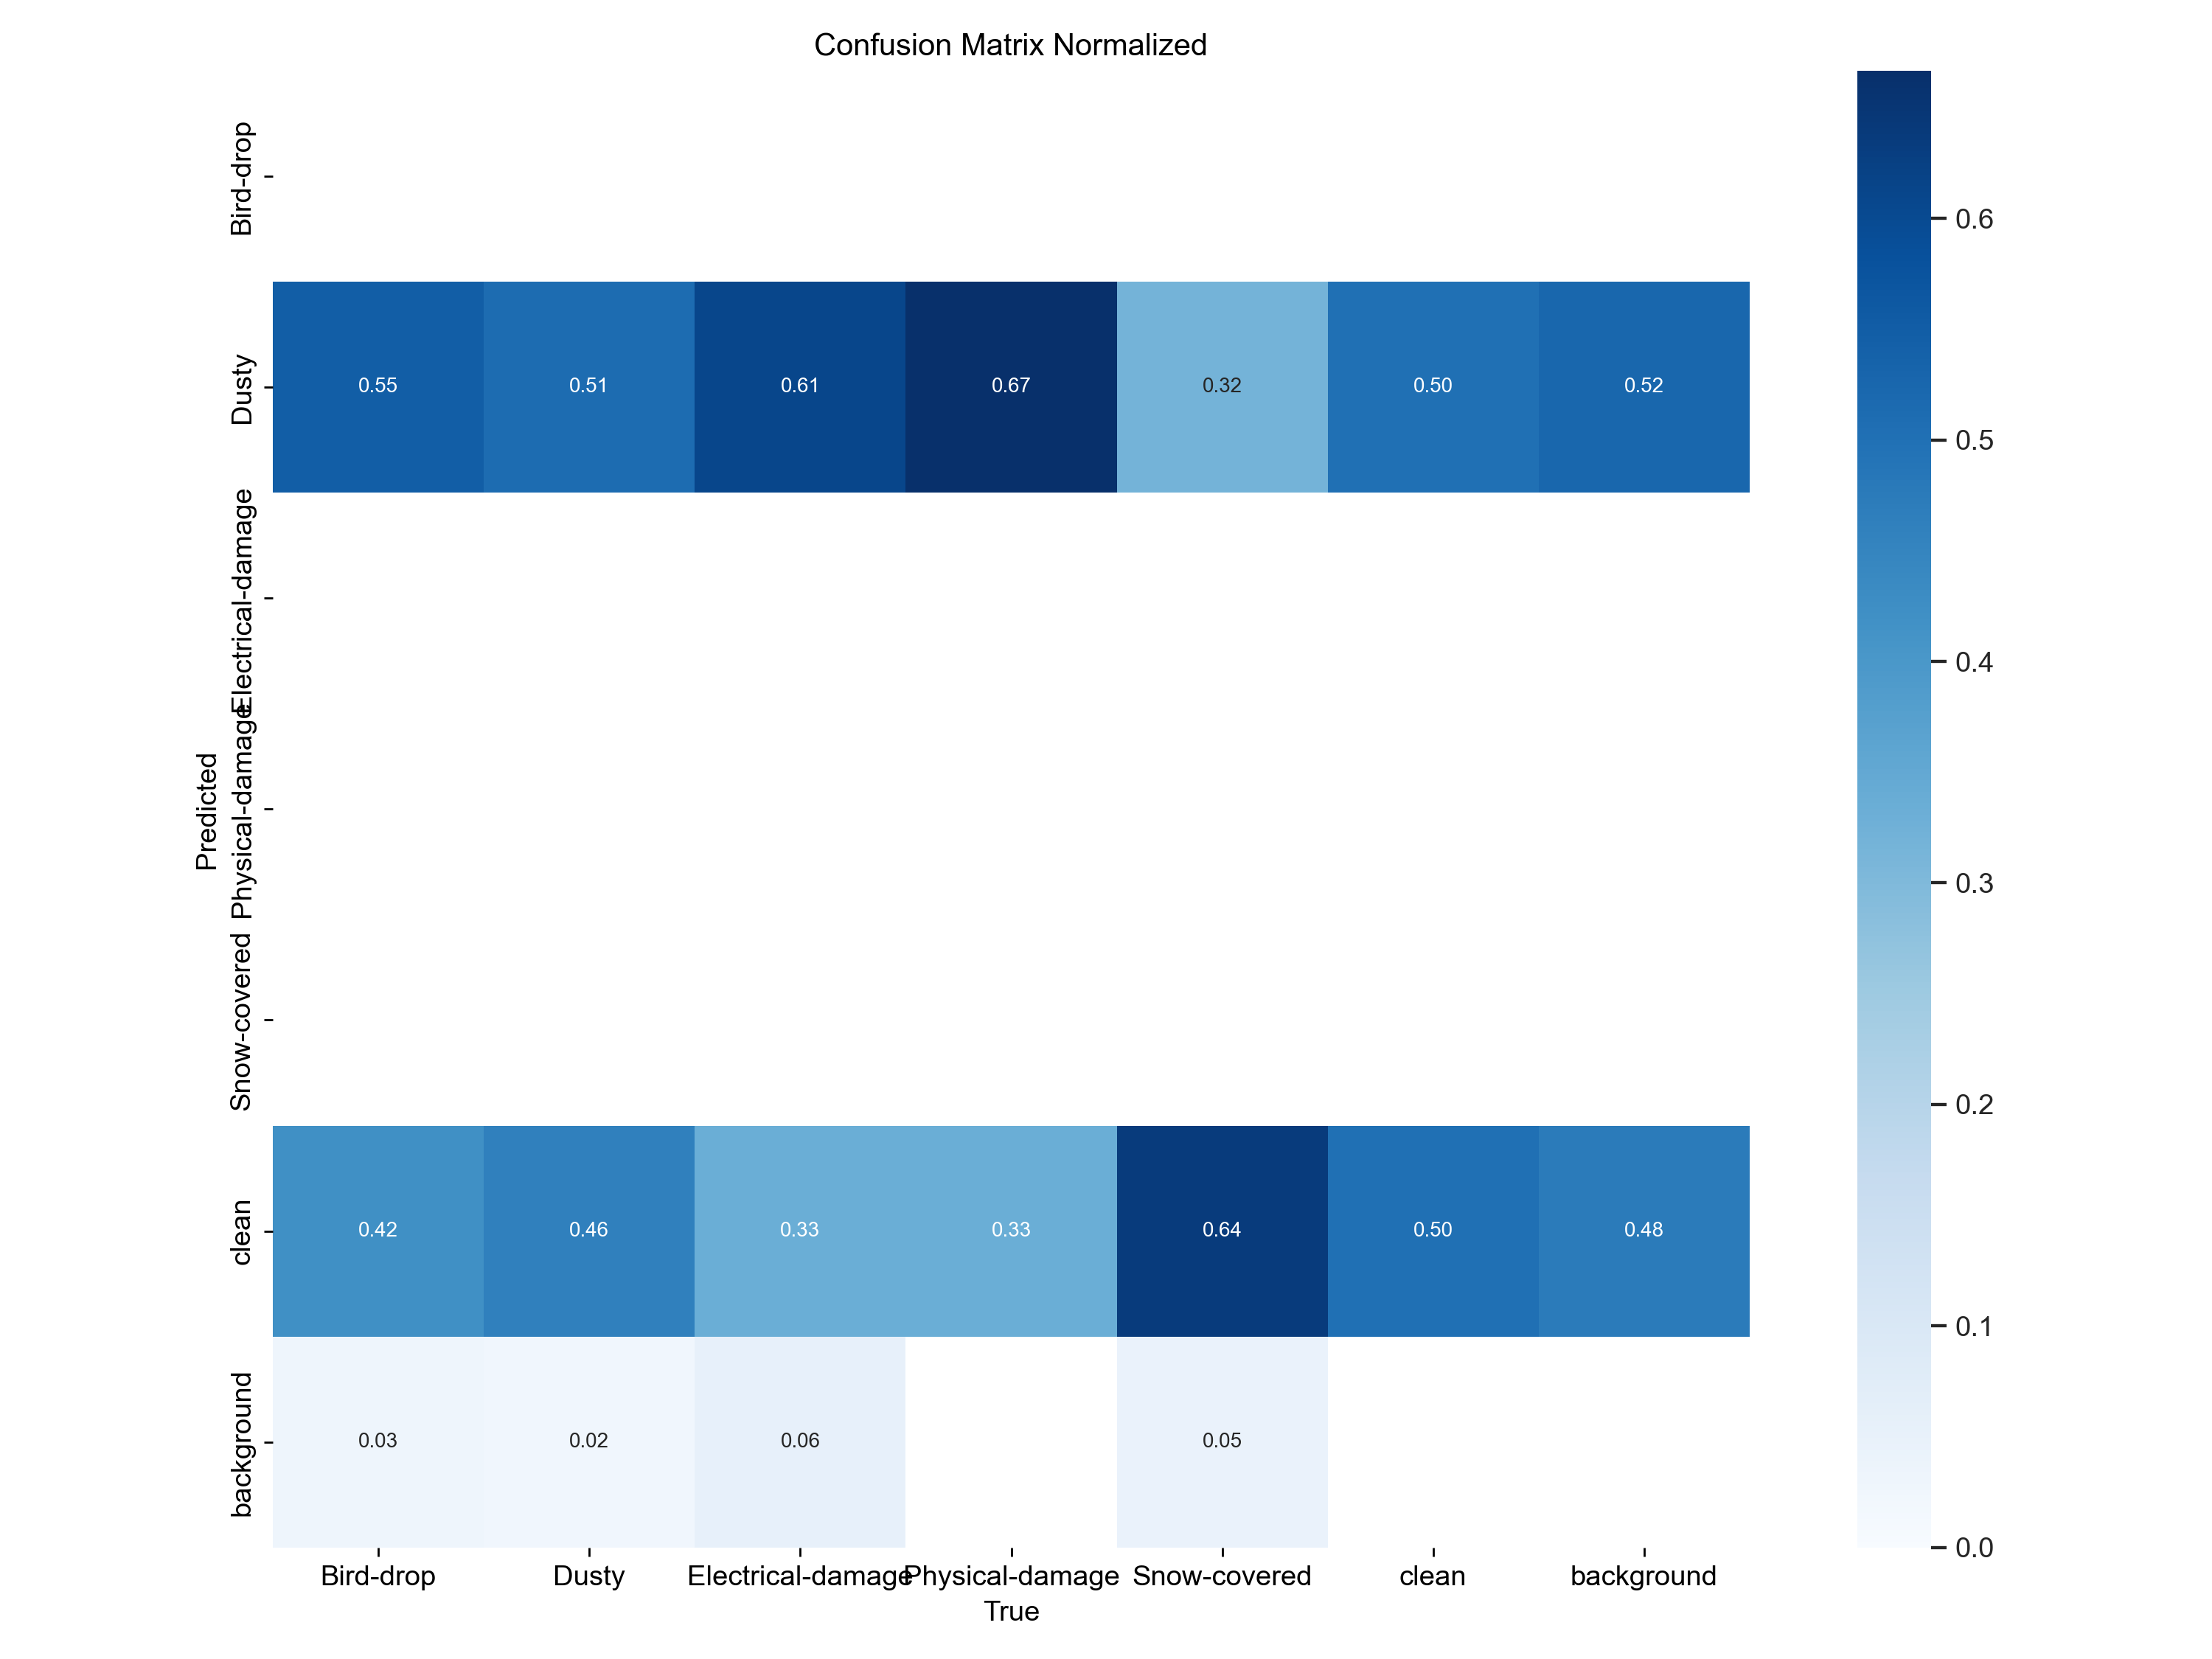 Confusion Matrix Normalized
Bird-drop
Dusty
Electrical-damage
Physical-damage
Snow-covered
clean
background
Predicted
0.55 0.51 0.61 0.67 0.32 0.50 0.52
0.42 0.46 0.33 0.33 0.64 0.50 0.48
0.03 0.02 0.06 0.05
Bird-drop Dusty Electrical-damage Physical-damage Snow-covered clean background
True
0.6
0.5
0.4
0.3
0.2
0.1
0.0